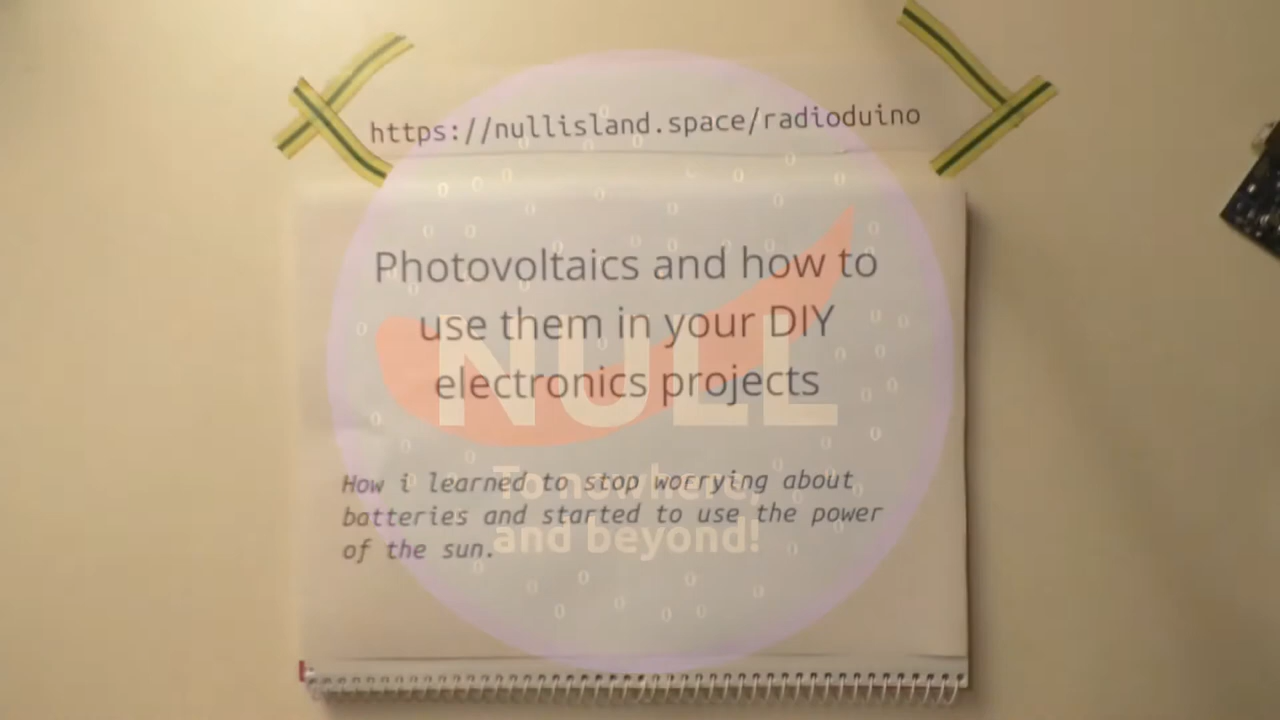 https://nullisland.space/radioduino
Photovoltaics and how to
use them in your DIY
electronics projects
NULL
How i learned to stop worrying about
batteries and started to use the power
of the sun.
To nowhere,
and beyond!